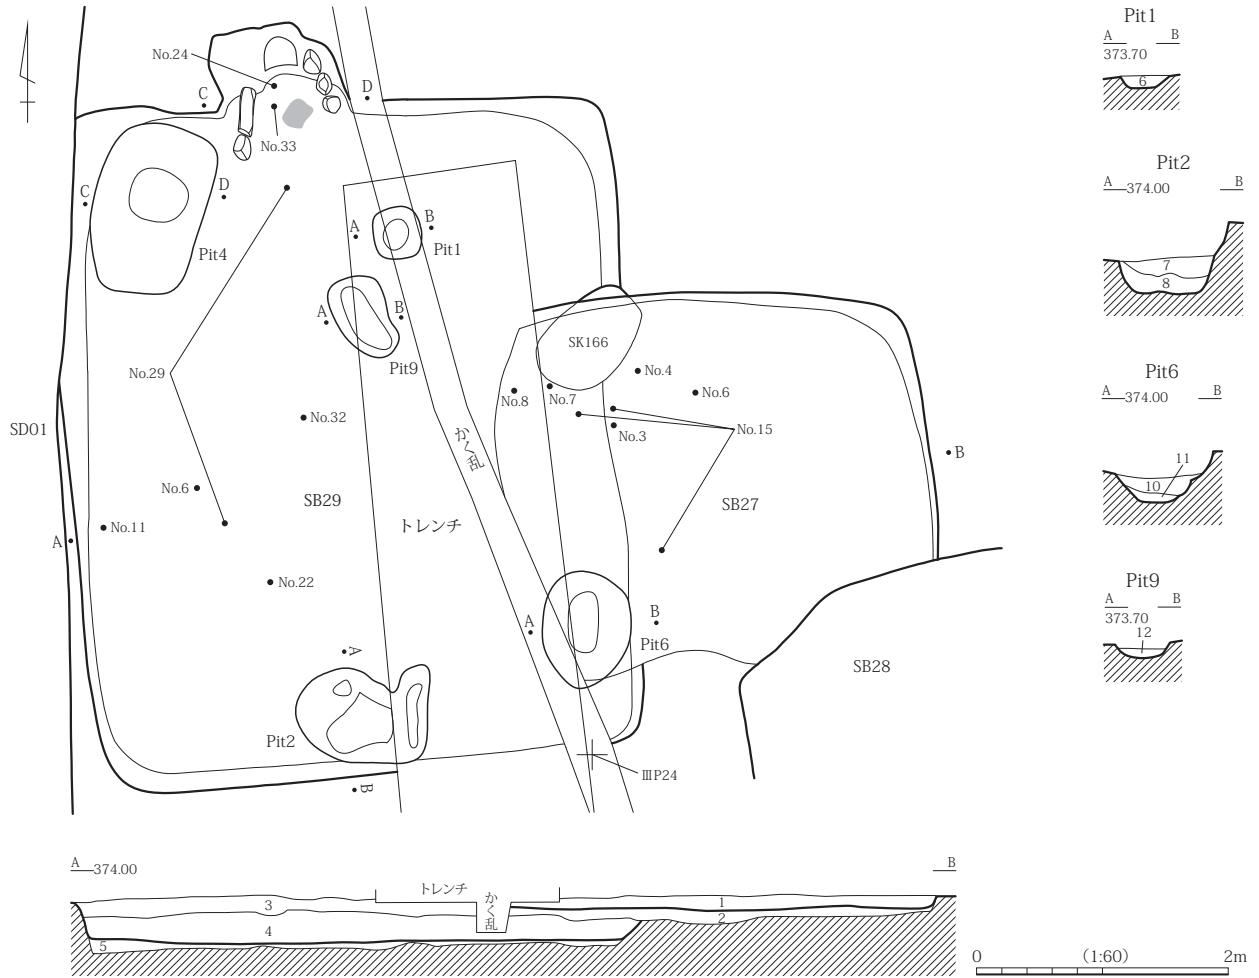 Pit1
A B
373.70
6
Pit2
A 374.00 B
7
8
Pit6
A 374.00 B
11
10
Pit9
A B
373.70
12
No.24
C
D
No.33
C
D
Pit4
A
B
Pit1
A
B
Pit9
SK166
No.29
No.4
No.8
No.7
No.6
No.32
No.15
No.3
SD01
かく乱
B
No.6
SB29
SB27
トレンチ
No.11
A
No.22
A
B
Pit6
A
SB28
Pit2
ⅢP24
B
A 374.00 B
トレンチ
かく乱
3
1
2
4
5
0 (1:60) 2m